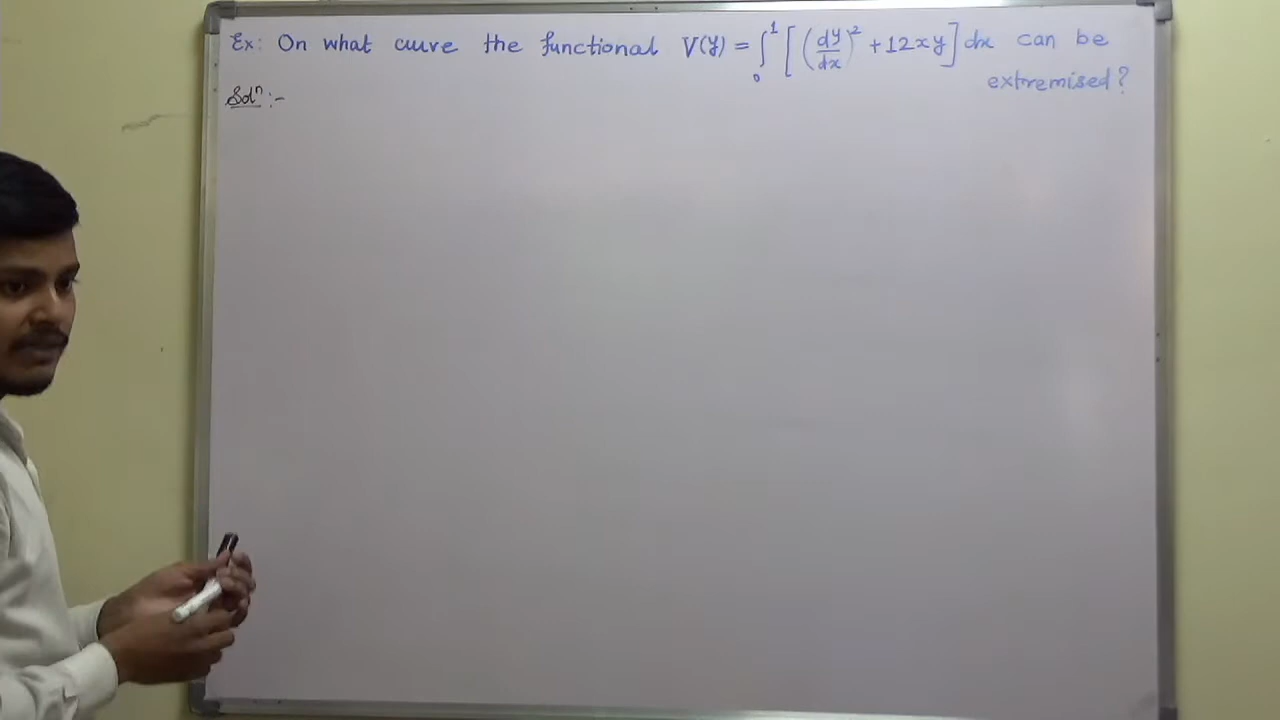 Ex: On what curve the functional V(y) = ∫₀¹ [(dy/dx)² + 12xy] dx can be
extremised?
Solⁿ:-